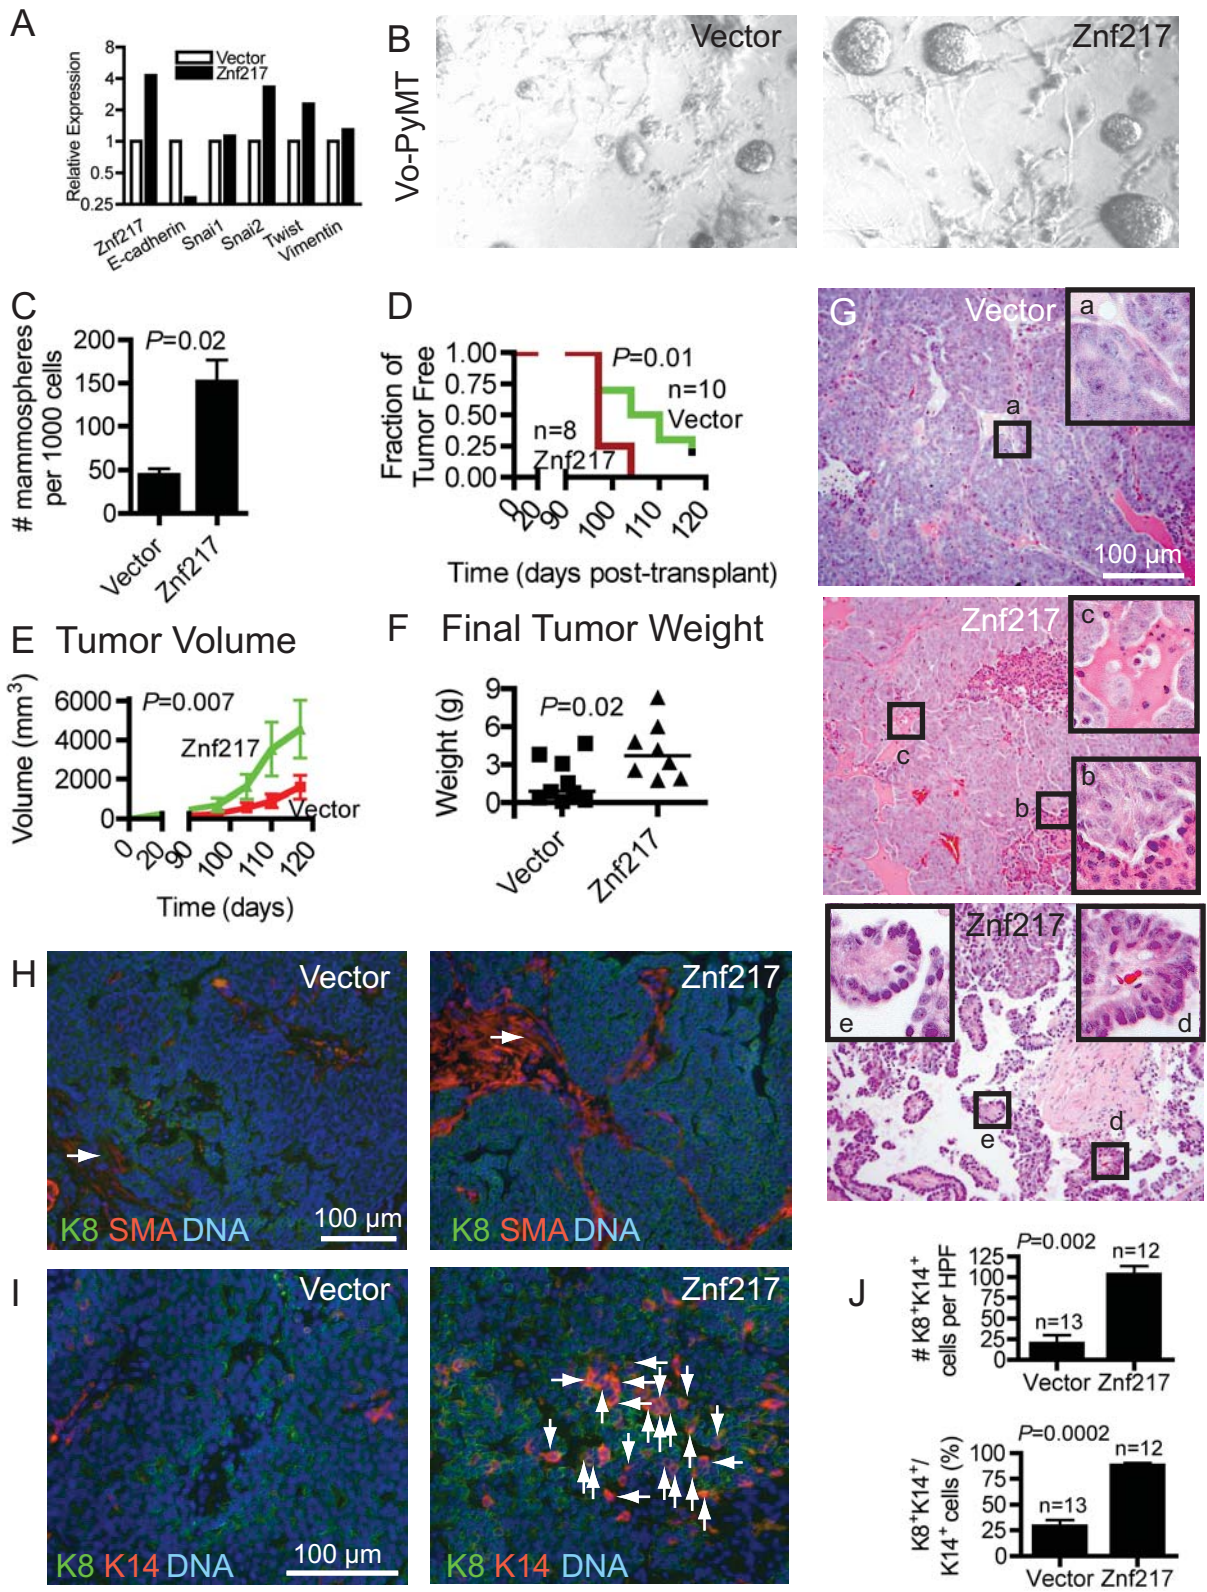 A
8
4
2
1
0.5
0.25
Relative Expression
Vector
Znf217
Znf217
E-cadherin
Snai1
Snai2
Twist
Vimentin
B
Vo-PyMT
Vector
Znf217
C
# mammospheres
per 1000 cells
200
150
100
50
0
P=0.02
Vector
Znf217
D
Fraction of
Tumor Free
1.00
0.75
0.50
0.25
0.00
P=0.01
n=10
Vector
n=8
Znf217
0
20
90
100
110
120
Time (days post-transplant)
E Tumor Volume
Volume (mm³)
6000
4000
2000
0
P=0.007
Znf217
Vector
0
20
90
100
110
120
Time (days)
F Final Tumor Weight
Weight (g)
9
6
3
0
P=0.02
Vector
Znf217
G
Vector
a
a
100 µm
Znf217
c
c
b
b
Znf217
e
d
e
d
H
Vector
K8 SMA DNA
100 µm
Znf217
K8 SMA DNA
I
Vector
K8 K14 DNA
100 µm
Znf217
K8 K14 DNA
J
# K8⁺K14⁺
cells per HPF
125
100
75
50
25
0
P=0.002
n=13
n=12
Vector Znf217
K8⁺K14⁺/
K14⁺ cells (%)
100
75
50
25
0
P=0.0002
n=13
n=12
Vector Znf217